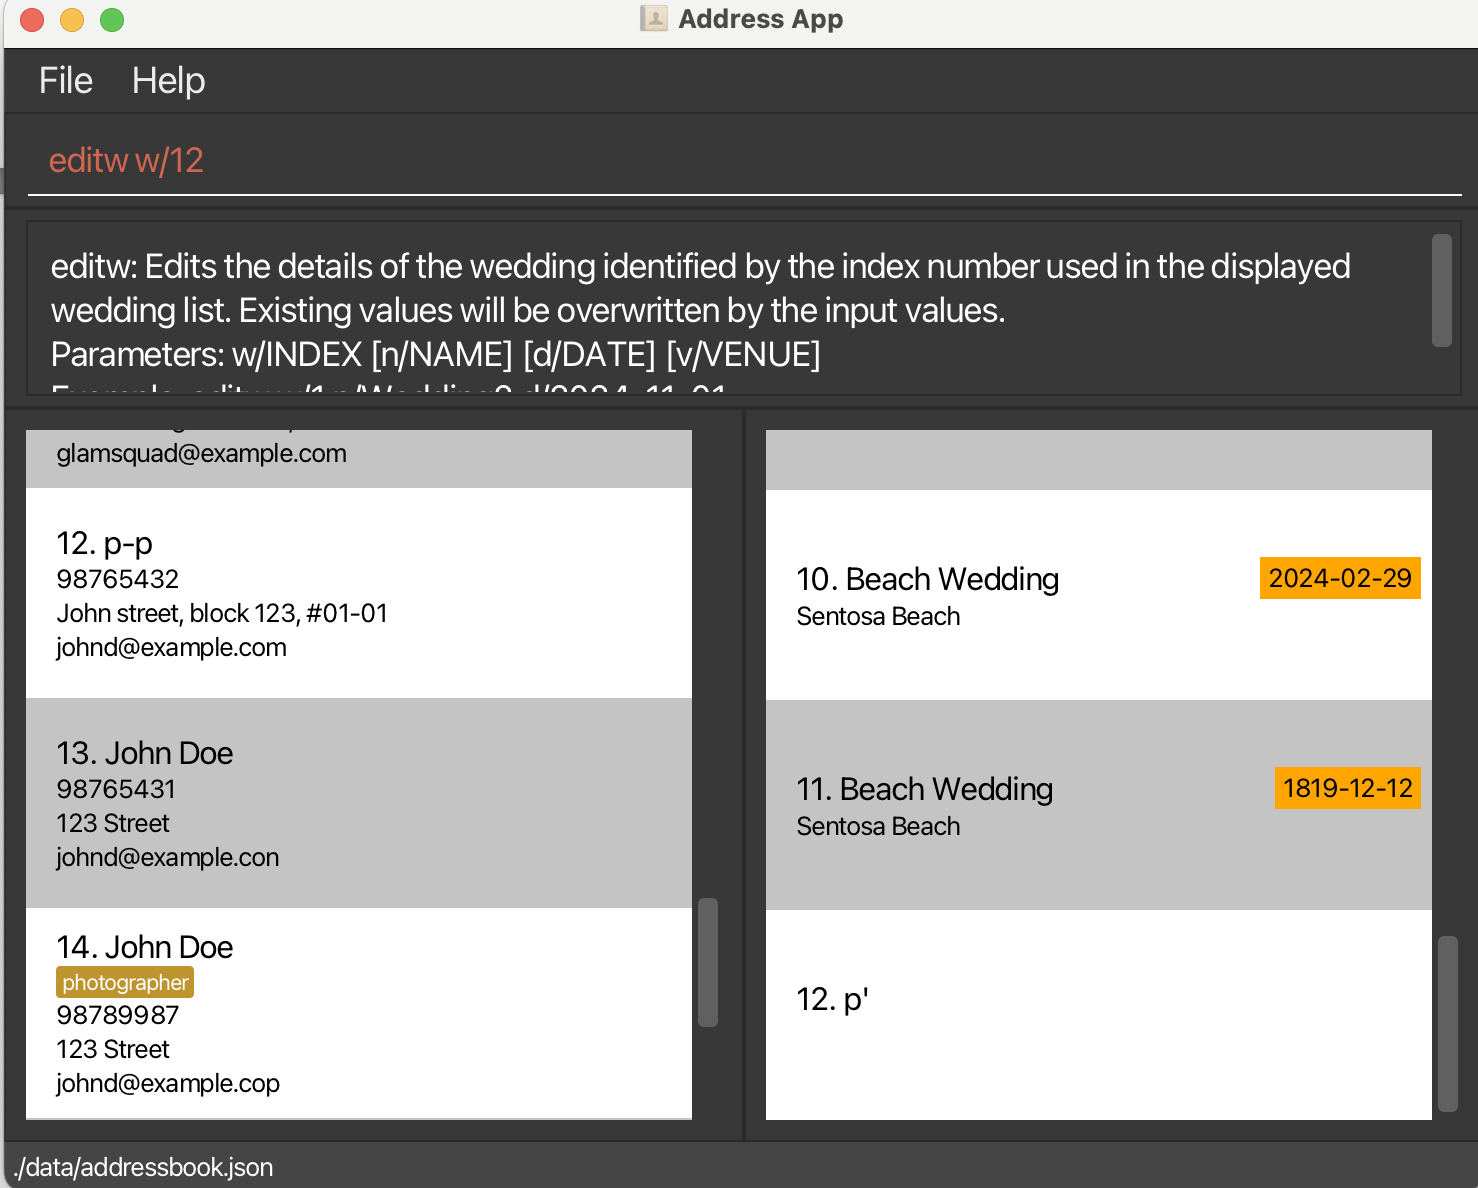 Address App
File Help
editw w/12
editw: Edits the details of the wedding identified by the index number used in the displayed
wedding list. Existing values will be overwritten by the input values.
Parameters: w/INDEX [n/NAME] [d/DATE] [v/VENUE]
glamsquad@example.com
12. p-p
98765432
John street, block 123, #01-01
johnd@example.com
13. John Doe
98765431
123 Street
johnd@example.con
14. John Doe
photographer
98789987
123 Street
johnd@example.cop
10. Beach Wedding
2024-02-29
Sentosa Beach
11. Beach Wedding
1819-12-12
Sentosa Beach
12. p'
./data/addressbook.json